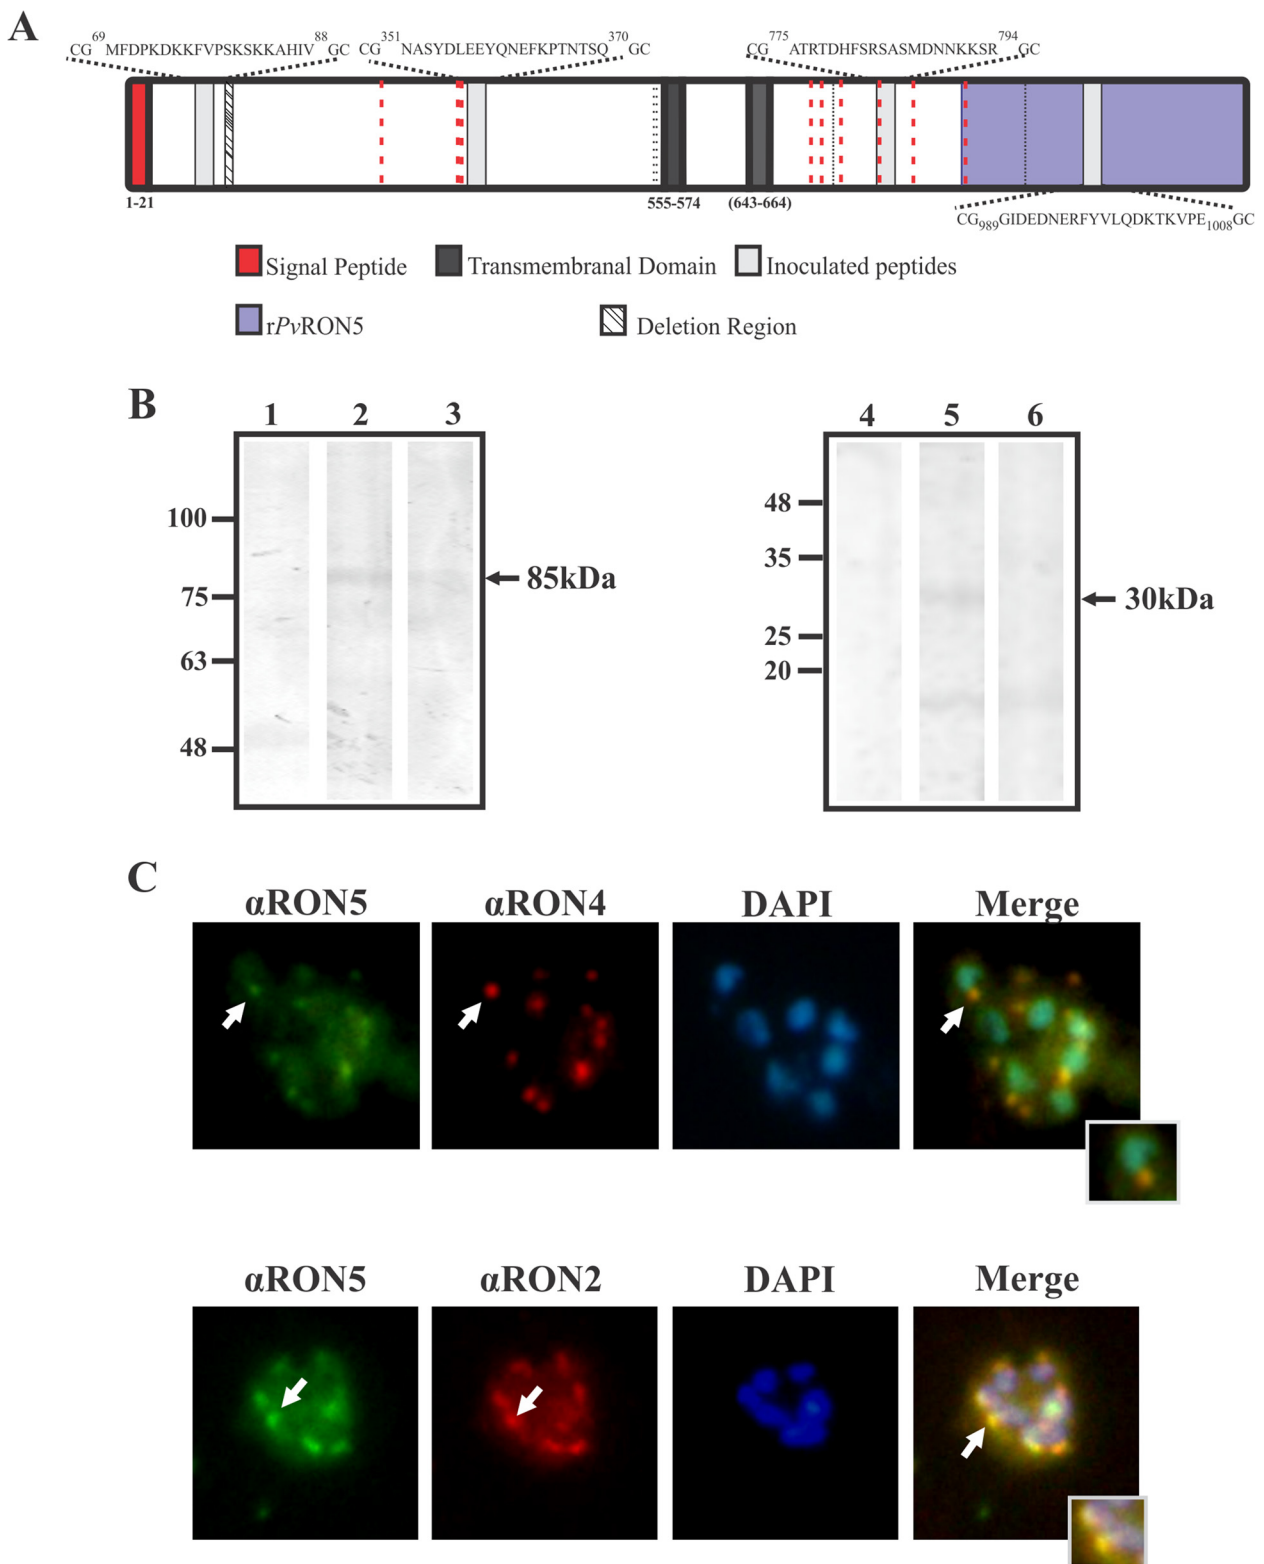 A
CG 69 MFDPKDKKFVPSKSKKAHIV 88 GC CG 351 NASYDLEEYQNEFKPTNTSQ 370 GC CG 775 ATRTDHFSRSASMDNNKKSR 794 GC
1-21 555-574 (643-664)
CG989GIDEDNERFYVLQDKTKVPE1008GC
Signal Peptide Transmembranal Domain Inoculated peptides
rPvRON5 Deletion Region
B
1 2 3
100
75
63
48
85kDa
4 5 6
48
35
25
20
30kDa
C
αRON5 αRON4 DAPI Merge
αRON5 αRON2 DAPI Merge